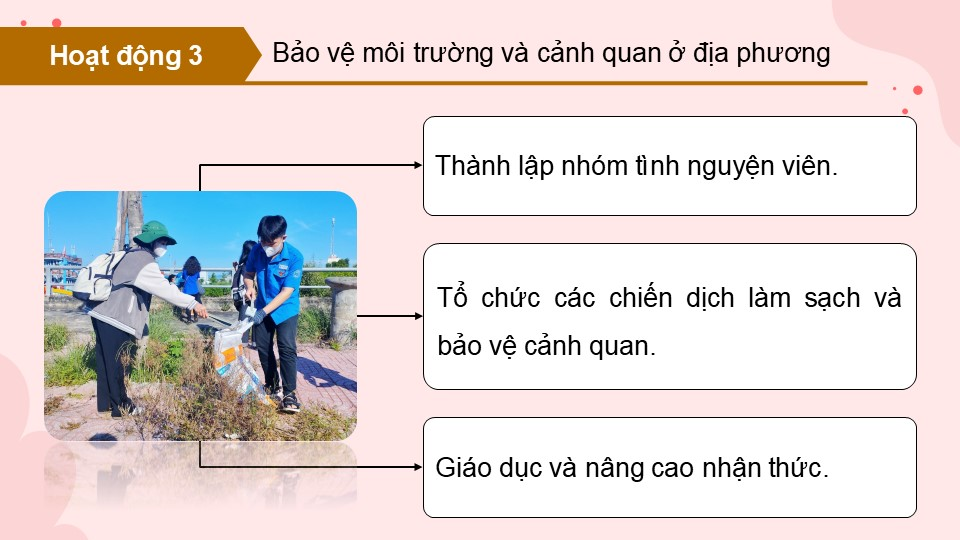 Hoạt động 3
Bảo vệ môi trường và cảnh quan ở địa phương
Thành lập nhóm tình nguyện viên.
Tổ chức các chiến dịch làm sạch và
bảo vệ cảnh quan.
Giáo dục và nâng cao nhận thức.